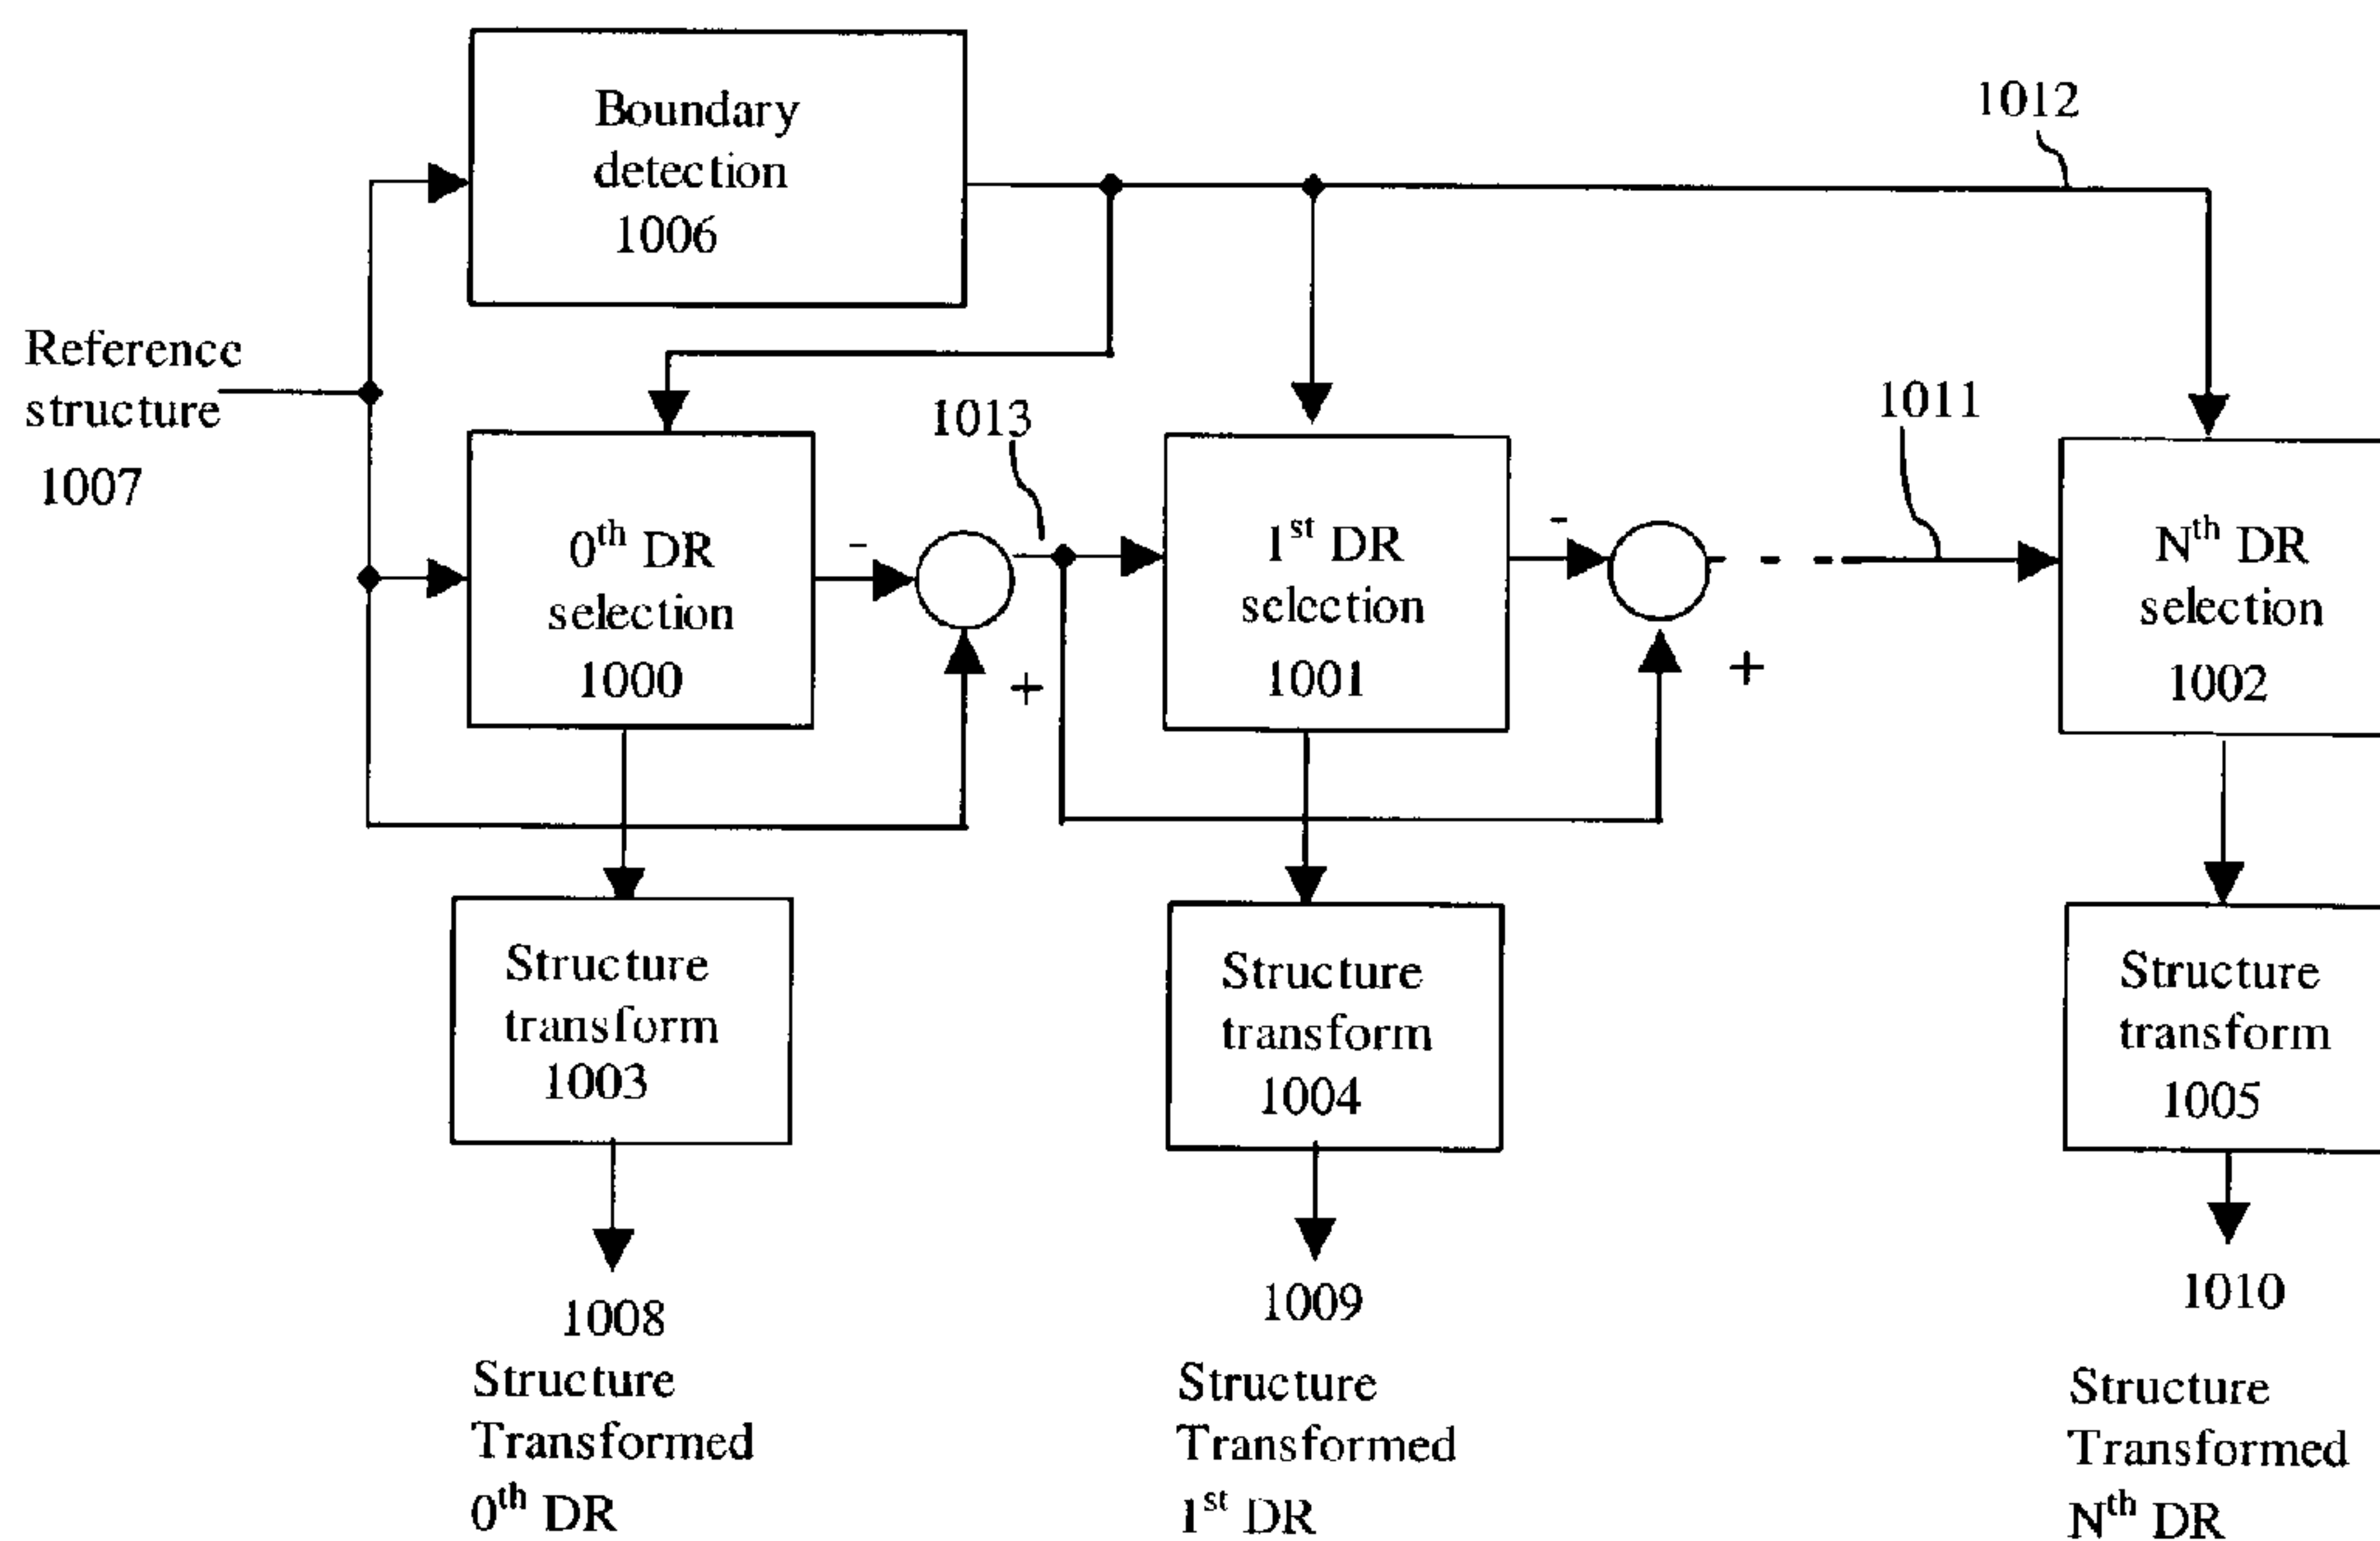 Boundary
detection
1006
1012
Reference
structure
1007
1013
1011
0th DR
selection
1000
-
+
1st DR
selection
1001
-
+
Nth DR
selection
1002
Structure
transform
1003
Structure
transform
1004
Structure
transform
1005
1008
Structure
Transformed
0th DR
1009
Structure
Transformed
1st DR
1010
Structure
Transformed
Nth DR